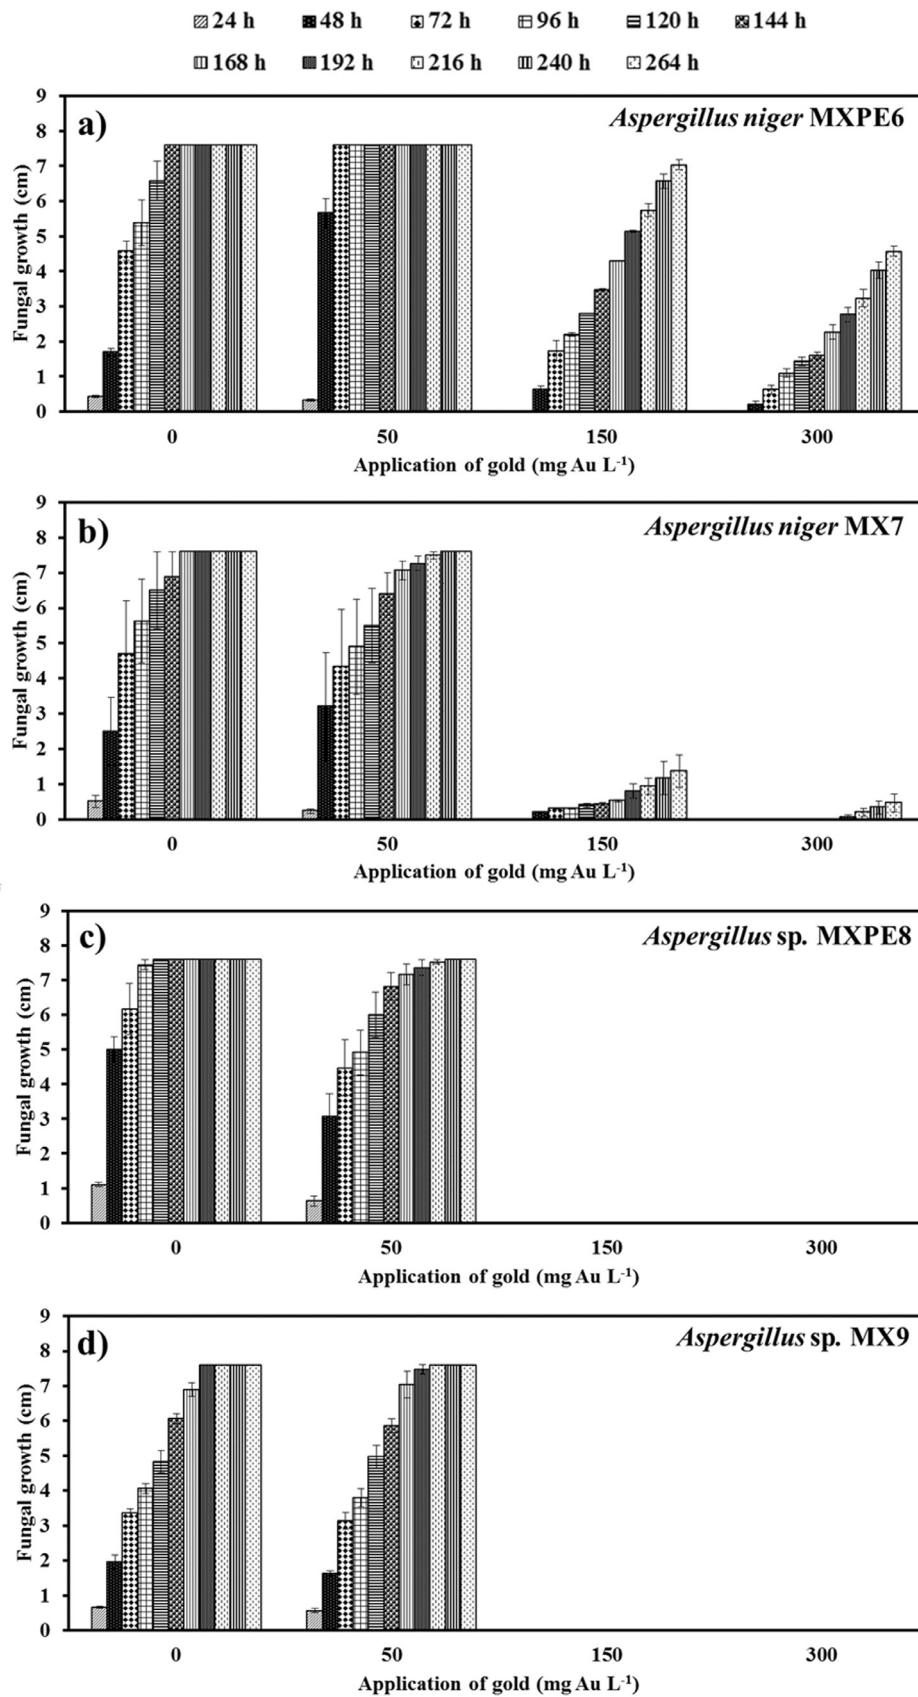 24 h 48 h 72 h 96 h 120 h 144 h
168 h 192 h 216 h 240 h 264 h
a) Aspergillus niger MXPE6
Fungal growth (cm)
9
8
7
6
5
4
3
2
1
0
0 50 150 300
Application of gold (mg Au L-1)
b) Aspergillus niger MX7
Fungal growth (cm)
9
8
7
6
5
4
3
2
1
0
0 50 150 300
Application of gold (mg Au L-1)
c) Aspergillus sp. MXPE8
Fungal growth (cm)
9
8
7
6
5
4
3
2
1
0
0 50 150 300
Application of gold (mg Au L-1)
d) Aspergillus sp. MX9
Fungal growth (cm)
9
8
7
6
5
4
3
2
1
0
0 50 150 300
Application of gold (mg Au L-1)